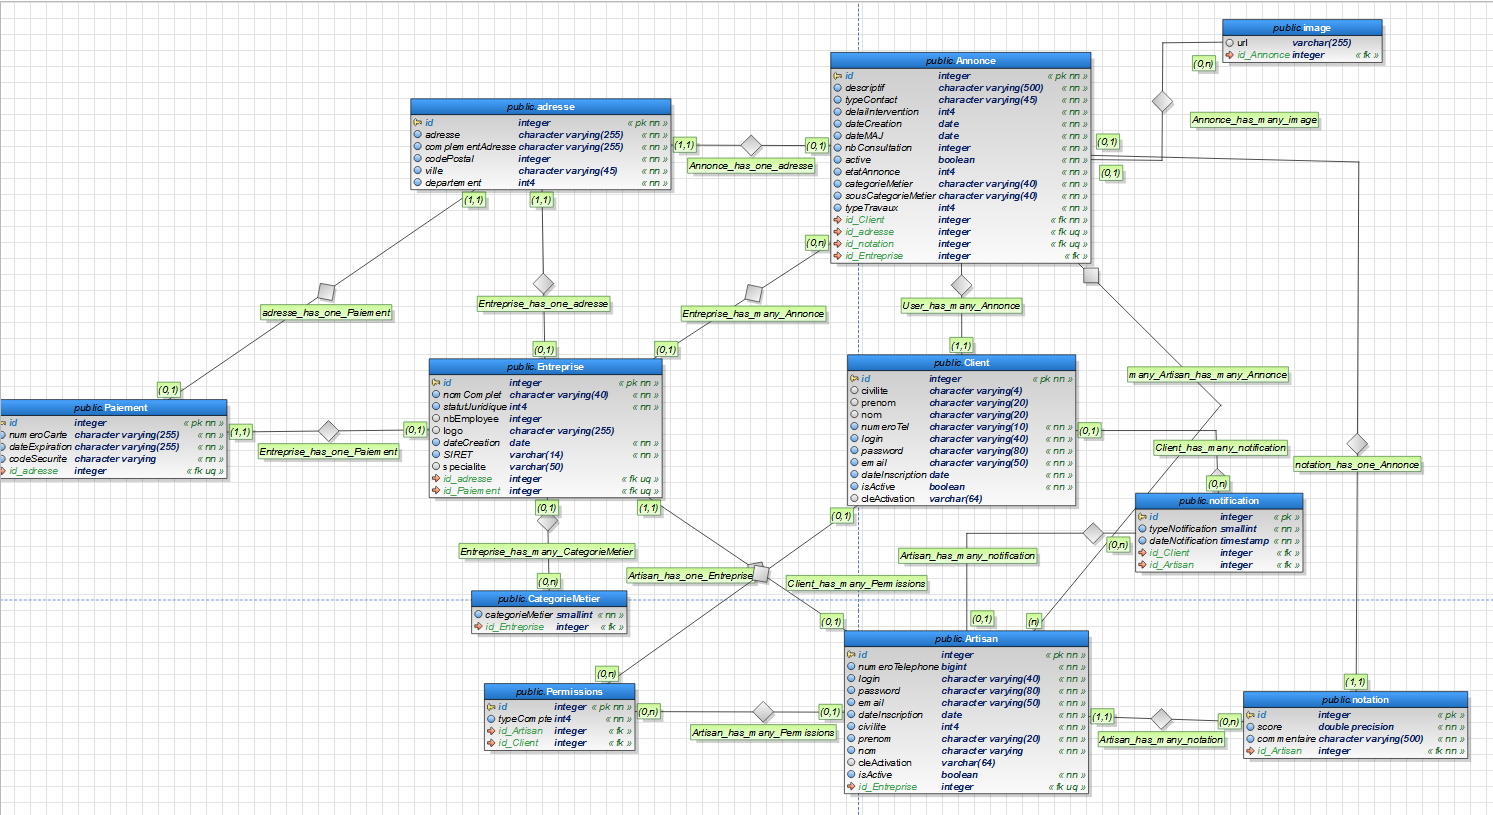 public.image
url varchar(255)
id_Annonce integer « fk »
(0,n)
Annonce_has_many_image
public.Annonce
id integer « pk nn »
descriptif character varying(500) « nn »
typeContact character varying(45) « nn »
delaiIntervention int4 « nn »
dateCreation date « nn »
dateMAJ date « nn »
nbConsultation integer « nn »
active boolean « nn »
etatAnnonce int4 « nn »
categorieMetier character varying(40) « nn »
sousCategorieMetier character varying(40) « nn »
typeTravaux int4 « nn »
id_Client integer « fk nn »
id_adresse integer « fk uq »
id_notation integer « fk uq »
id_Entreprise integer « fk »
(0,1)
(0,1)
public.adresse
id integer « pk nn »
adresse character varying(255) « nn »
complementAdresse character varying(255) « nn »
codePostal integer « nn »
ville character varying(45) « nn »
departement int4 « nn »
(1,1)
(0,1)
Annonce_has_one_adresse
(1,1)
(1,1)
(0,n)
adresse_has_one_Paiement
Entreprise_has_one_adresse
Entreprise_has_many_Annonce
User_has_many_Annonce
(0,1)
(0,1)
(0,1)
(1,1)
many_Artisan_has_many_Annonce
public.Paiement
id integer « pk nn »
numeroCarte character varying(255) « nn »
dateExpiration character varying(255) « nn »
codeSecurite character varying « nn »
id_adresse integer « fk uq »
(1,1)
(0,1)
Entreprise_has_one_Paiement
public.Entreprise
id integer « pk nn »
nomComplet character varying(40) « nn »
statutJuridique int4 « nn »
nbEmployee integer
logo character varying(255)
dateCreation date « nn »
SIRET varchar(14) « nn »
specialite varchar(50)
id_adresse integer « fk uq »
id_Paiement integer « fk uq »
public.Client
id integer « pk nn »
civilite character varying(4)
prenom character varying(20)
nom character varying(20)
numeroTel character varying(10) « nn »
login character varying(40) « nn »
password character varying(80) « nn »
email character varying(50) « nn »
dateInscription date « nn »
isActive boolean « nn »
cleActivation varchar(64)
(0,1)
Client_has_many_notification
(0,n)
notation_has_one_Annonce
public.notification
id integer « pk »
typeNotification smallint « nn »
dateNotification timestamp « nn »
id_Client integer « fk »
id_Artisan integer « fk »
(0,1)
(1,1)
(0,1)
(0,n)
Entreprise_has_many_CategorieMetier
Artisan_has_many_notification
Artisan_has_one_Entreprise
Client_has_many_Permissions
(0,n)
public.CategorieMetier
categorieMetier smallint « nn »
id_Entreprise integer « fk »
(0,1)
(0,1)
(n)
(0,n)
public.Permissions
id integer « pk nn »
typeCompte int4 « nn »
id_Artisan integer « fk »
id_Client integer « fk »
(0,n)
(0,1)
Artisan_has_many_Permissions
public.Artisan
id integer « pk nn »
numeroTelephone bigint « nn »
login character varying(40) « nn »
password character varying(80) « nn »
email character varying(50) « nn »
dateInscription date « nn »
civilite int4 « nn »
prenom character varying(20) « nn »
nom character varying « nn »
cleActivation varchar(64)
isActive boolean « nn »
id_Entreprise integer « fk uq »
(1,1)
(0,n)
Artisan_has_many_notation
(1,1)
public.notation
id integer « pk »
score double precision « nn »
commentaire character varying(500) « nn »
id_Artisan integer « fk nn »